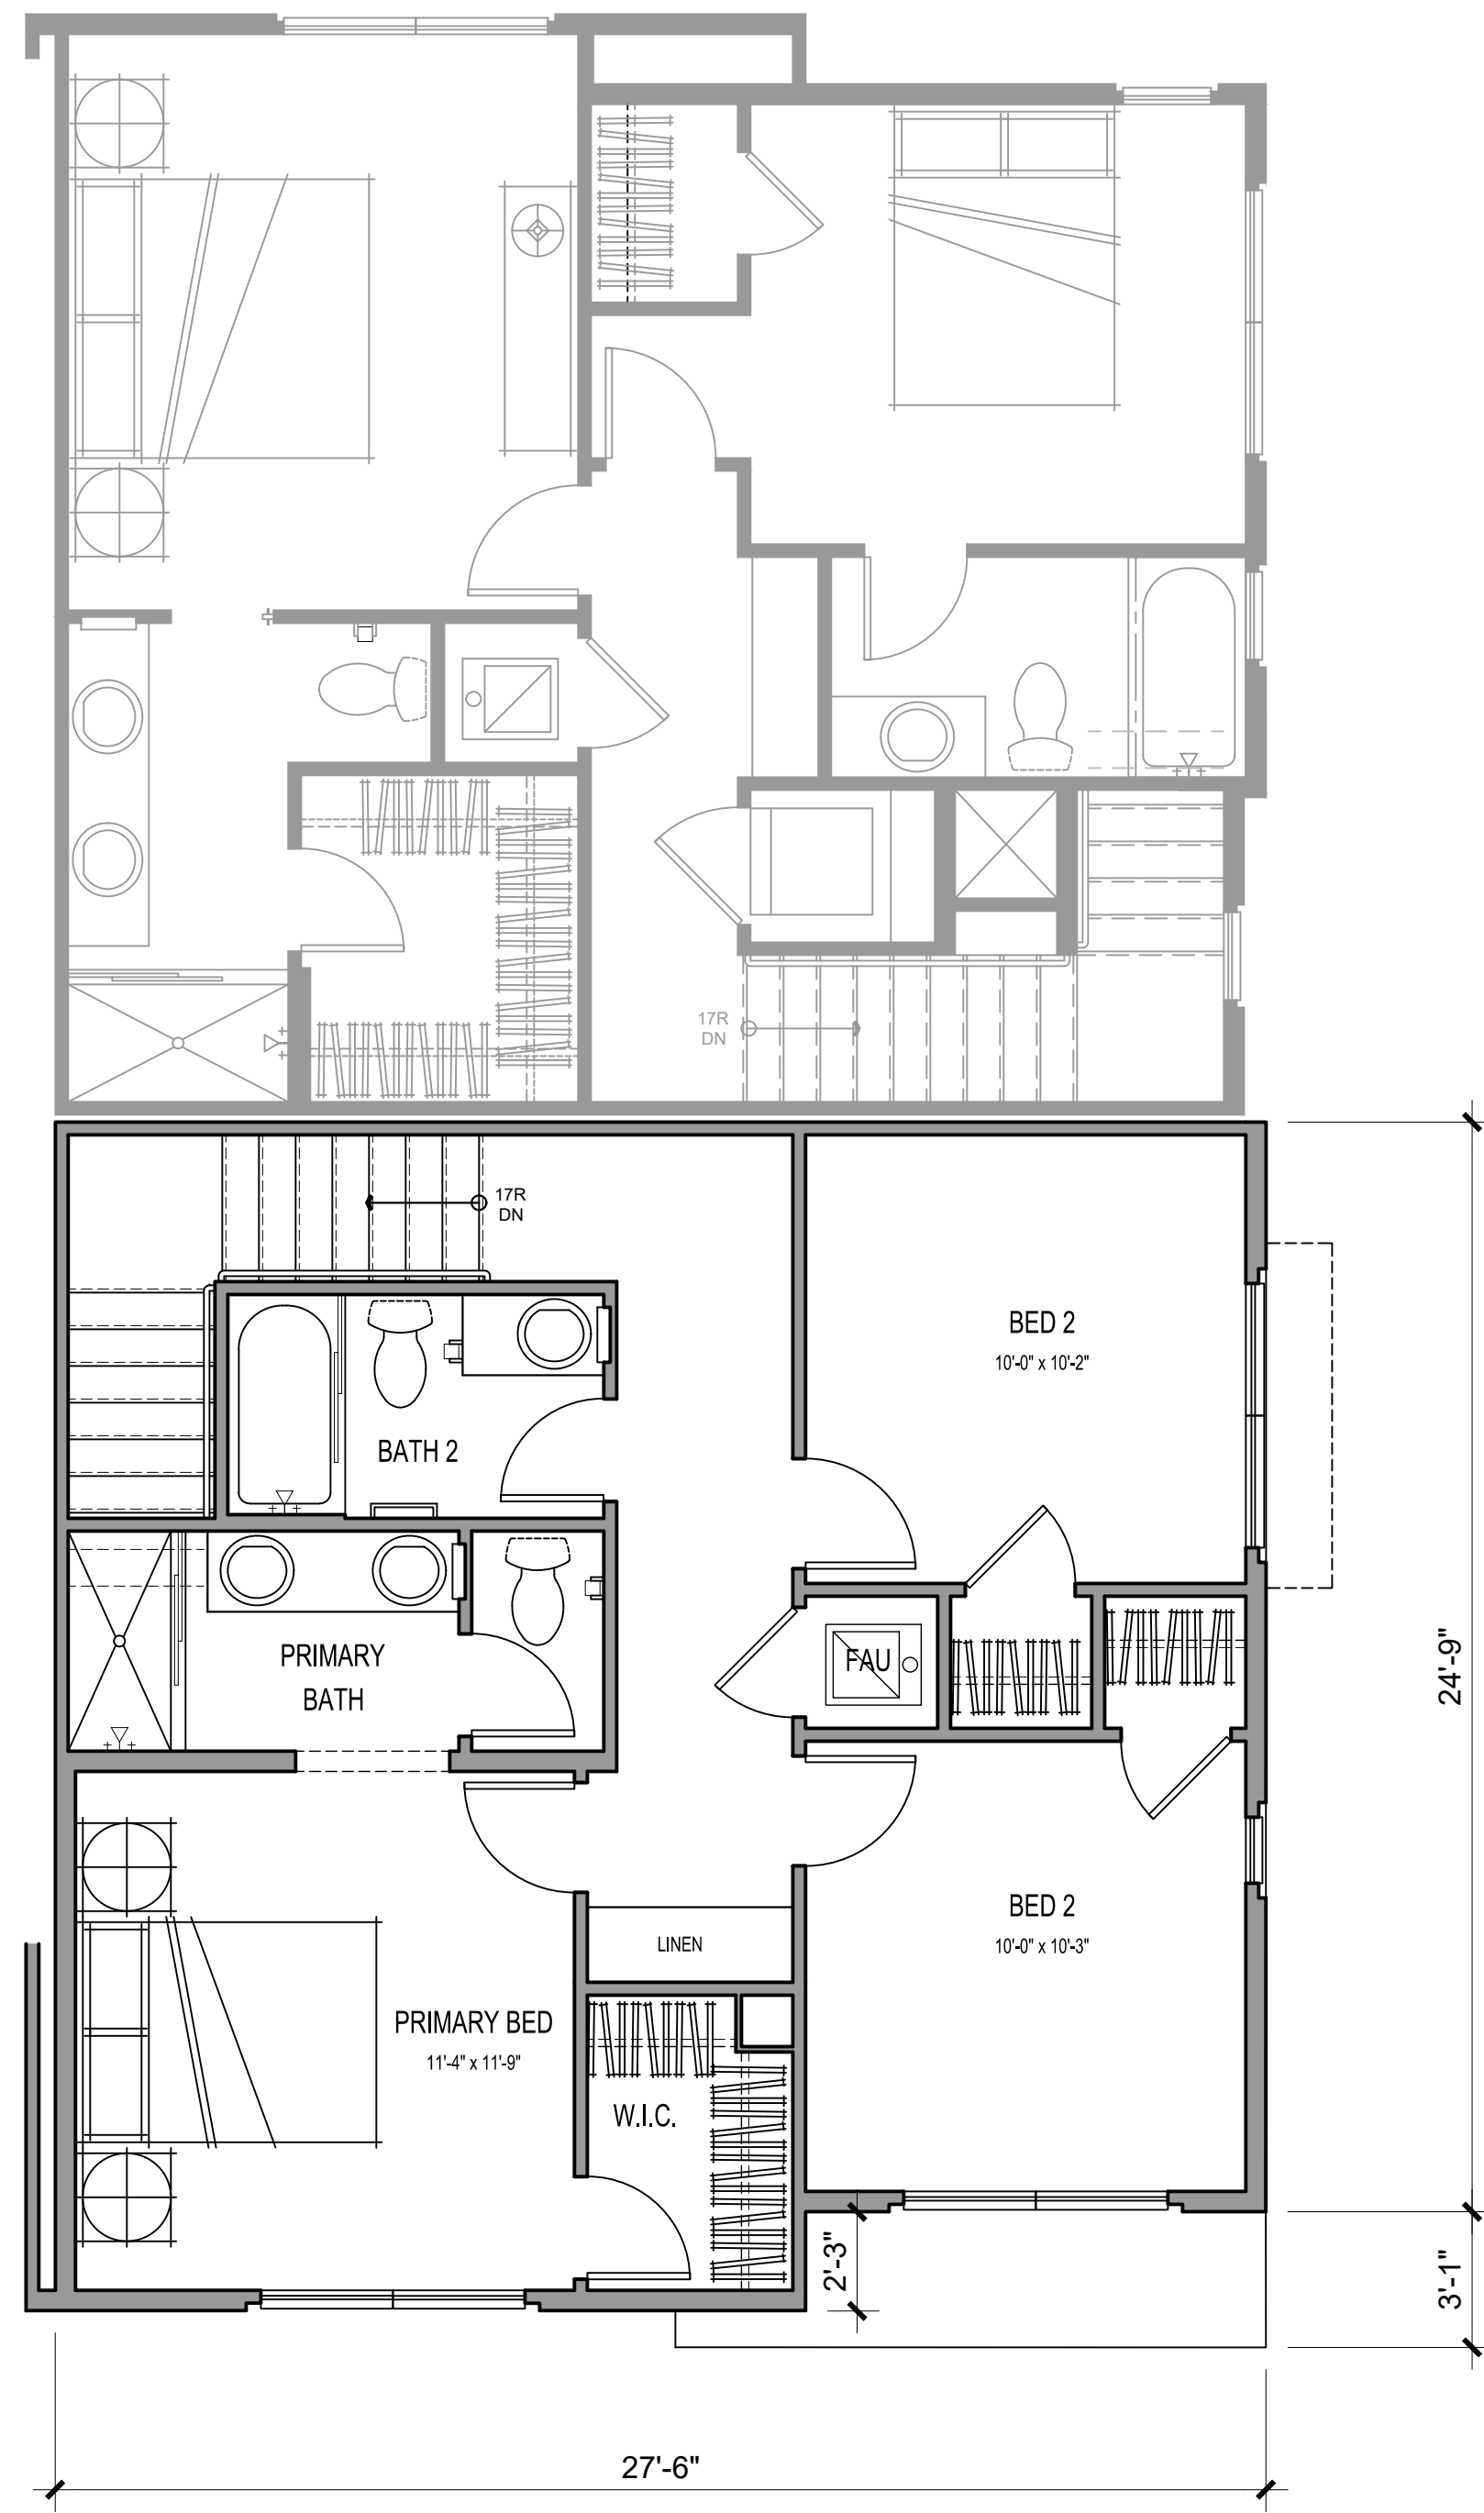 17R
DN
17R
DN
BED 2
10'-0" x 10'-2"
BATH 2
PRIMARY
BATH
FAU
24'-9"
BED 2
10'-0" x 10'-3"
LINEN
PRIMARY BED
11'-4" x 11'-9"
W.I.C.
2'-3"
3'-1"
27'-6"